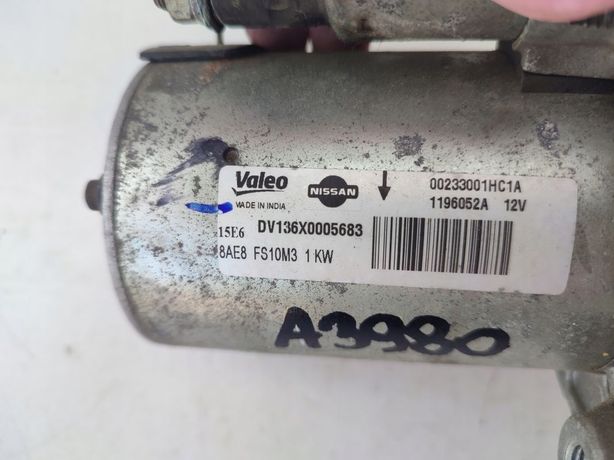 Valeo NISSAN 00233001HC1A
MADE IN INDIA 1196052A 12V
15E6 DV136X0005683
8AE8 FS10M3 1 KW
A3980